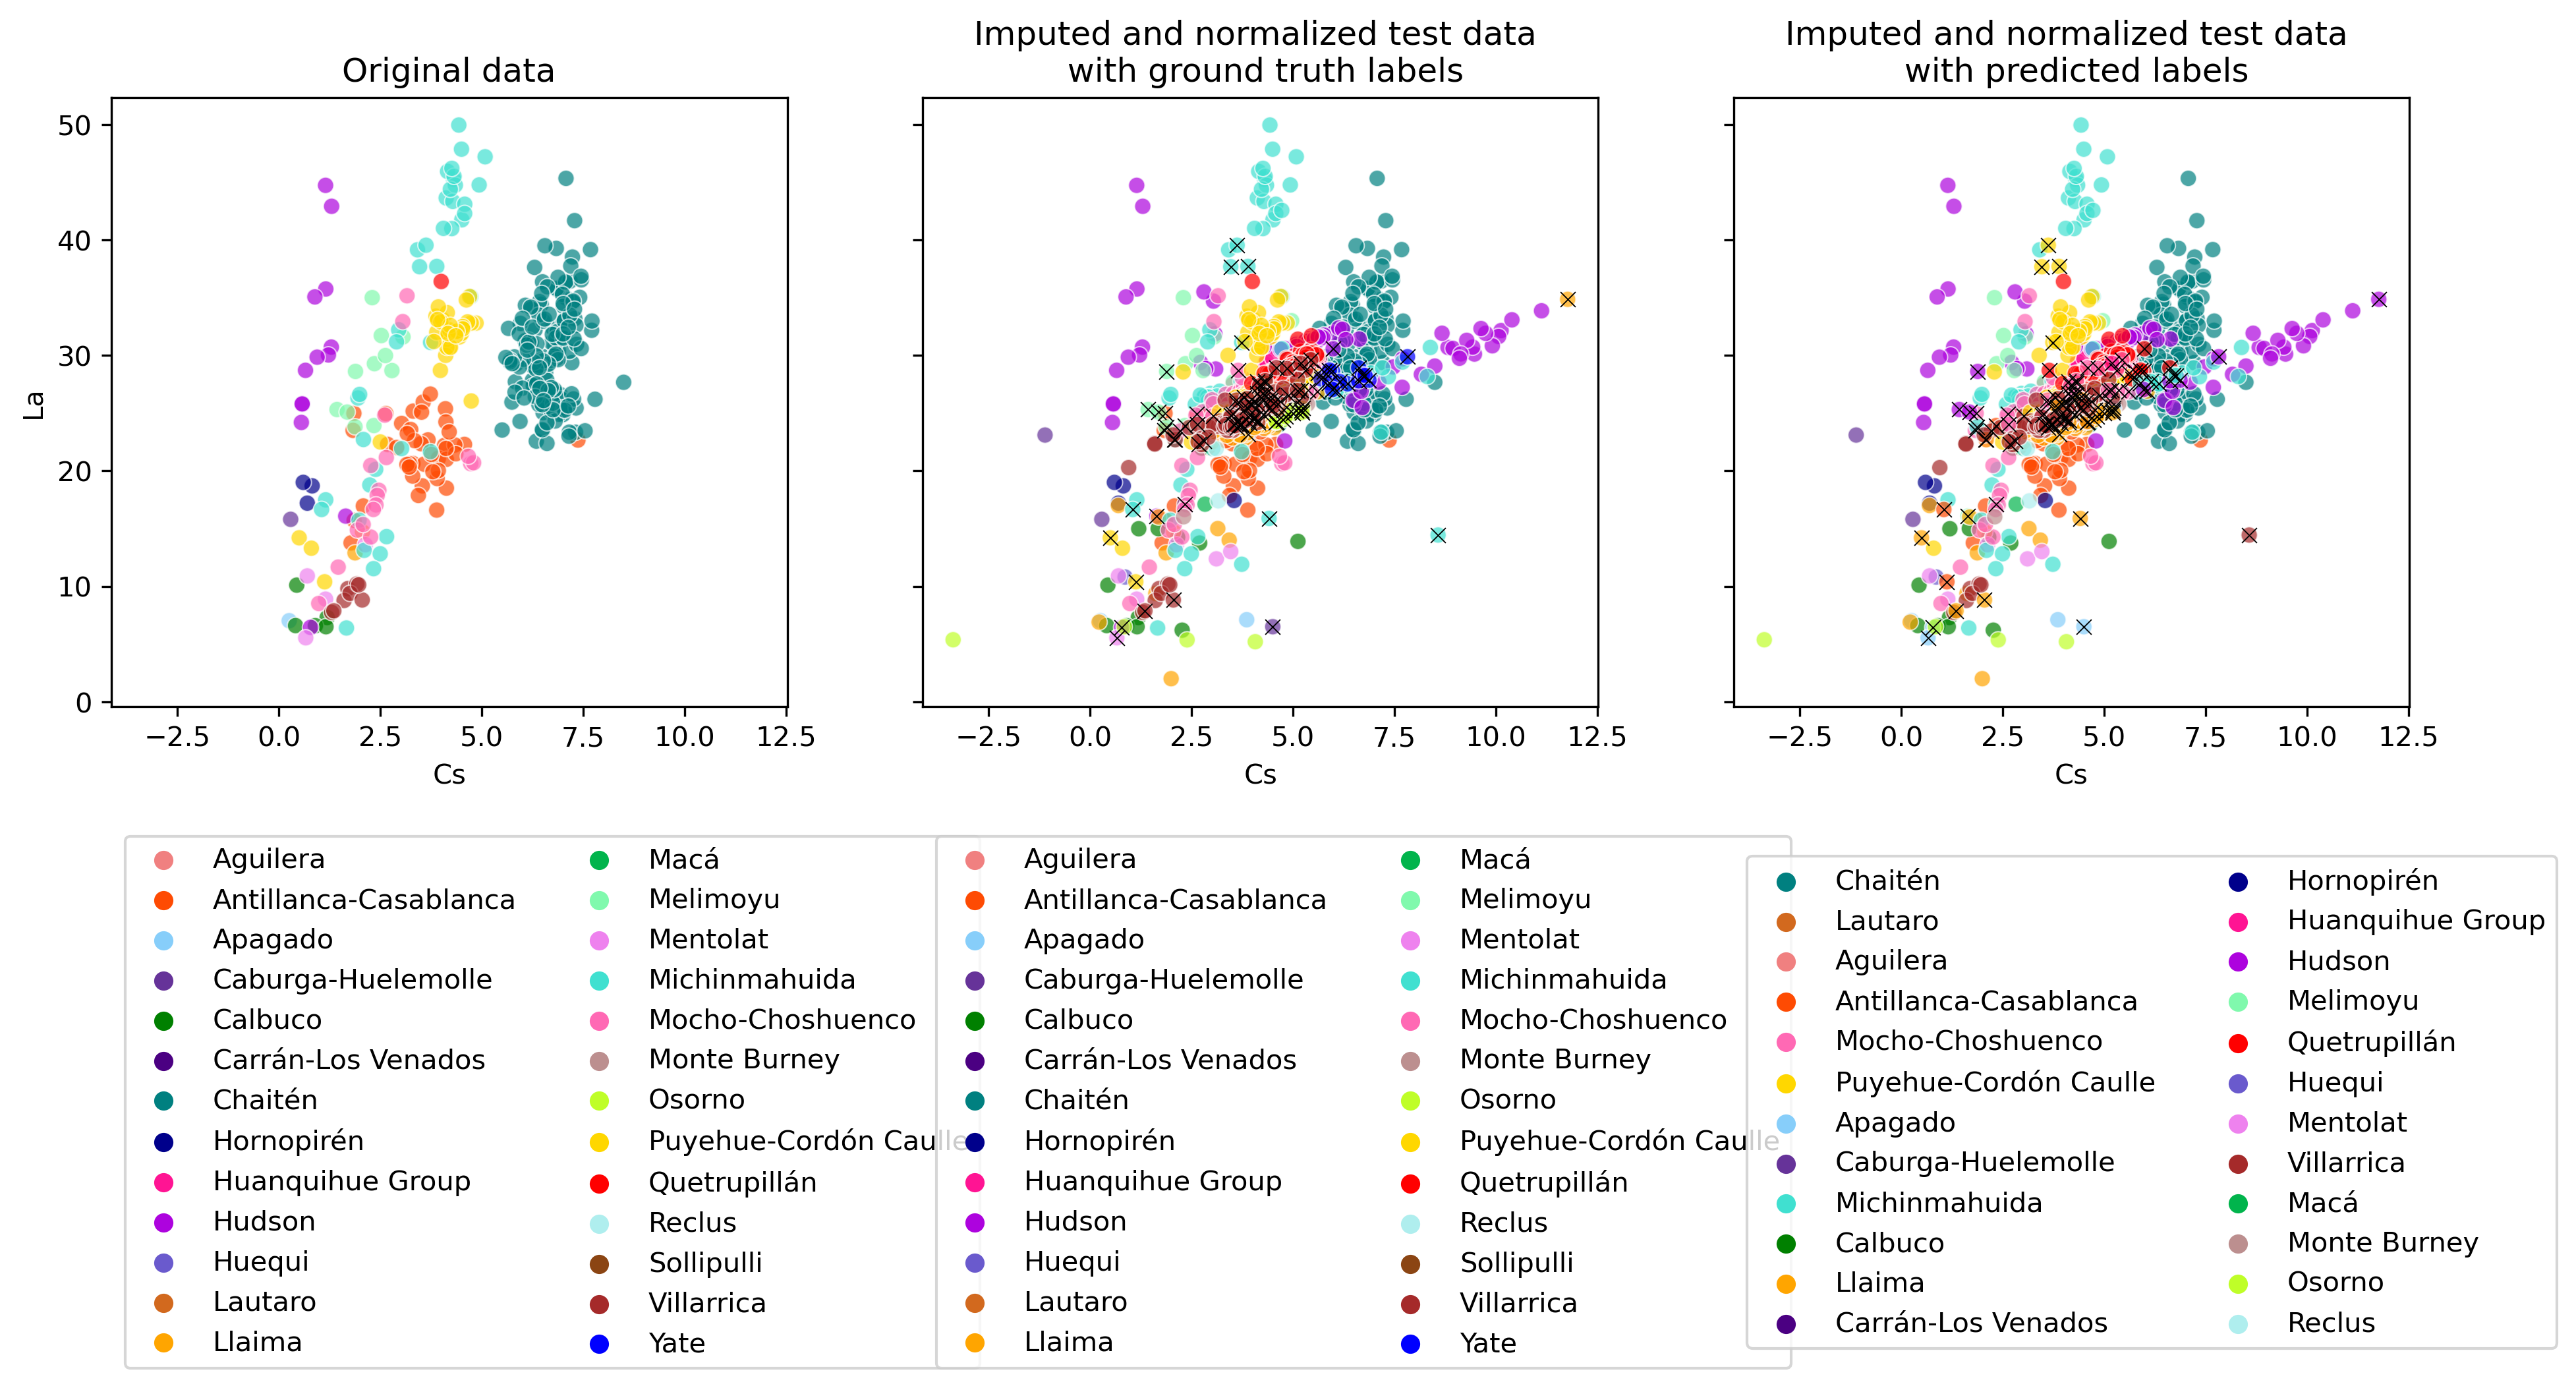 Original data
Imputed and normalized test data
with ground truth labels
Imputed and normalized test data
with predicted labels
La
50
40
30
20
10
0
−2.5 0.0 2.5 5.0 7.5 10.0 12.5
−2.5 0.0 2.5 5.0 7.5 10.0 12.5
−2.5 0.0 2.5 5.0 7.5 10.0 12.5
Cs
Cs
Cs
Aguilera
Antillanca-Casablanca
Apagado
Caburga-Huelemolle
Calbuco
Carrán-Los Venados
Chaitén
Hornopirén
Huanquihue Group
Hudson
Huequi
Lautaro
Llaima
Macá
Melimoyu
Mentolat
Michinmahuida
Mocho-Choshuenco
Monte Burney
Osorno
Puyehue-Cordón Caulle
Quetrupillán
Reclus
Sollipulli
Villarrica
Yate
Aguilera
Antillanca-Casablanca
Apagado
Caburga-Huelemolle
Calbuco
Carrán-Los Venados
Chaitén
Hornopirén
Huanquihue Group
Hudson
Huequi
Lautaro
Llaima
Macá
Melimoyu
Mentolat
Michinmahuida
Mocho-Choshuenco
Monte Burney
Osorno
Puyehue-Cordón Caulle
Quetrupillán
Reclus
Sollipulli
Villarrica
Yate
Chaitén
Lautaro
Aguilera
Antillanca-Casablanca
Mocho-Choshuenco
Puyehue-Cordón Caulle
Apagado
Caburga-Huelemolle
Michinmahuida
Calbuco
Llaima
Carrán-Los Venados
Hornopirén
Huanquihue Group
Hudson
Melimoyu
Quetrupillán
Huequi
Mentolat
Villarrica
Macá
Monte Burney
Osorno
Reclus